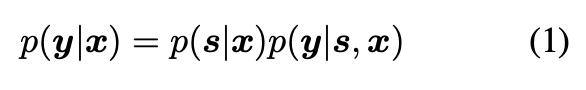 p(y|x) = p(s|x)p(y|s, x) (1)